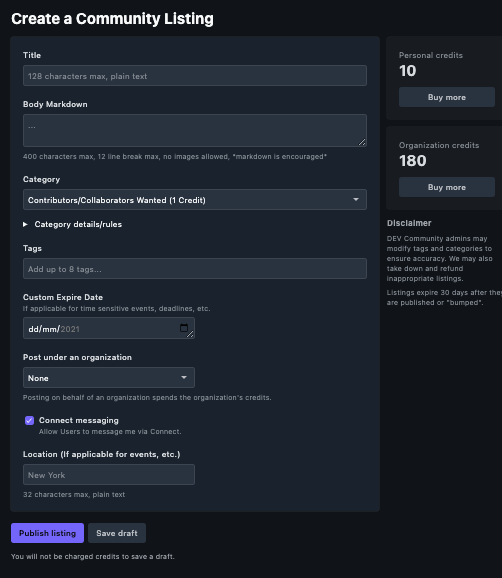 Create a Community Listing
Title
128 characters max, plain text
Body Markdown
...
400 characters max, 12 line break max, no images allowed, *markdown is encouraged*
Category
Contributors/Collaborators Wanted (1 Credit)
Category details/rules
Tags
Add up to 8 tags...
Custom Expire Date
If applicable for time sensitive events, deadlines, etc.
dd/mm/2021
Post under an organization
None
Posting on behalf of an organization spends the organization's credits.
Connect messaging
Allow Users to message me via Connect.
Location (If applicable for events, etc.)
New York
32 characters max, plain text
Publish listing
Save draft
You will not be charged credits to save a draft.
Personal credits
10
Buy more
Organization credits
180
Buy more
Disclaimer
DEV Community admins may
modify tags and categories to
ensure accuracy. We may also
take down and refund
inappropriate listings.
Listings expire 30 days after they
are published or "bumped".